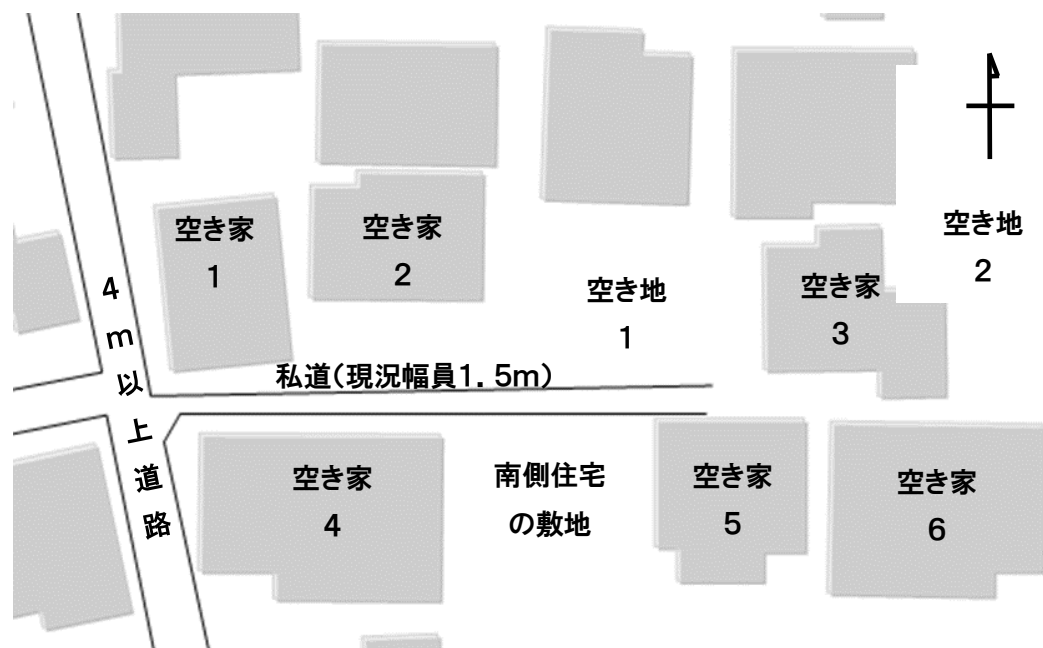 空き家
1
空き家
2
空き地
1
空き家
3
空き地
2
4m以上道路
私道(現況幅員1.5m)
空き家
4
南側住宅
の敷地
空き家
5
空き家
6